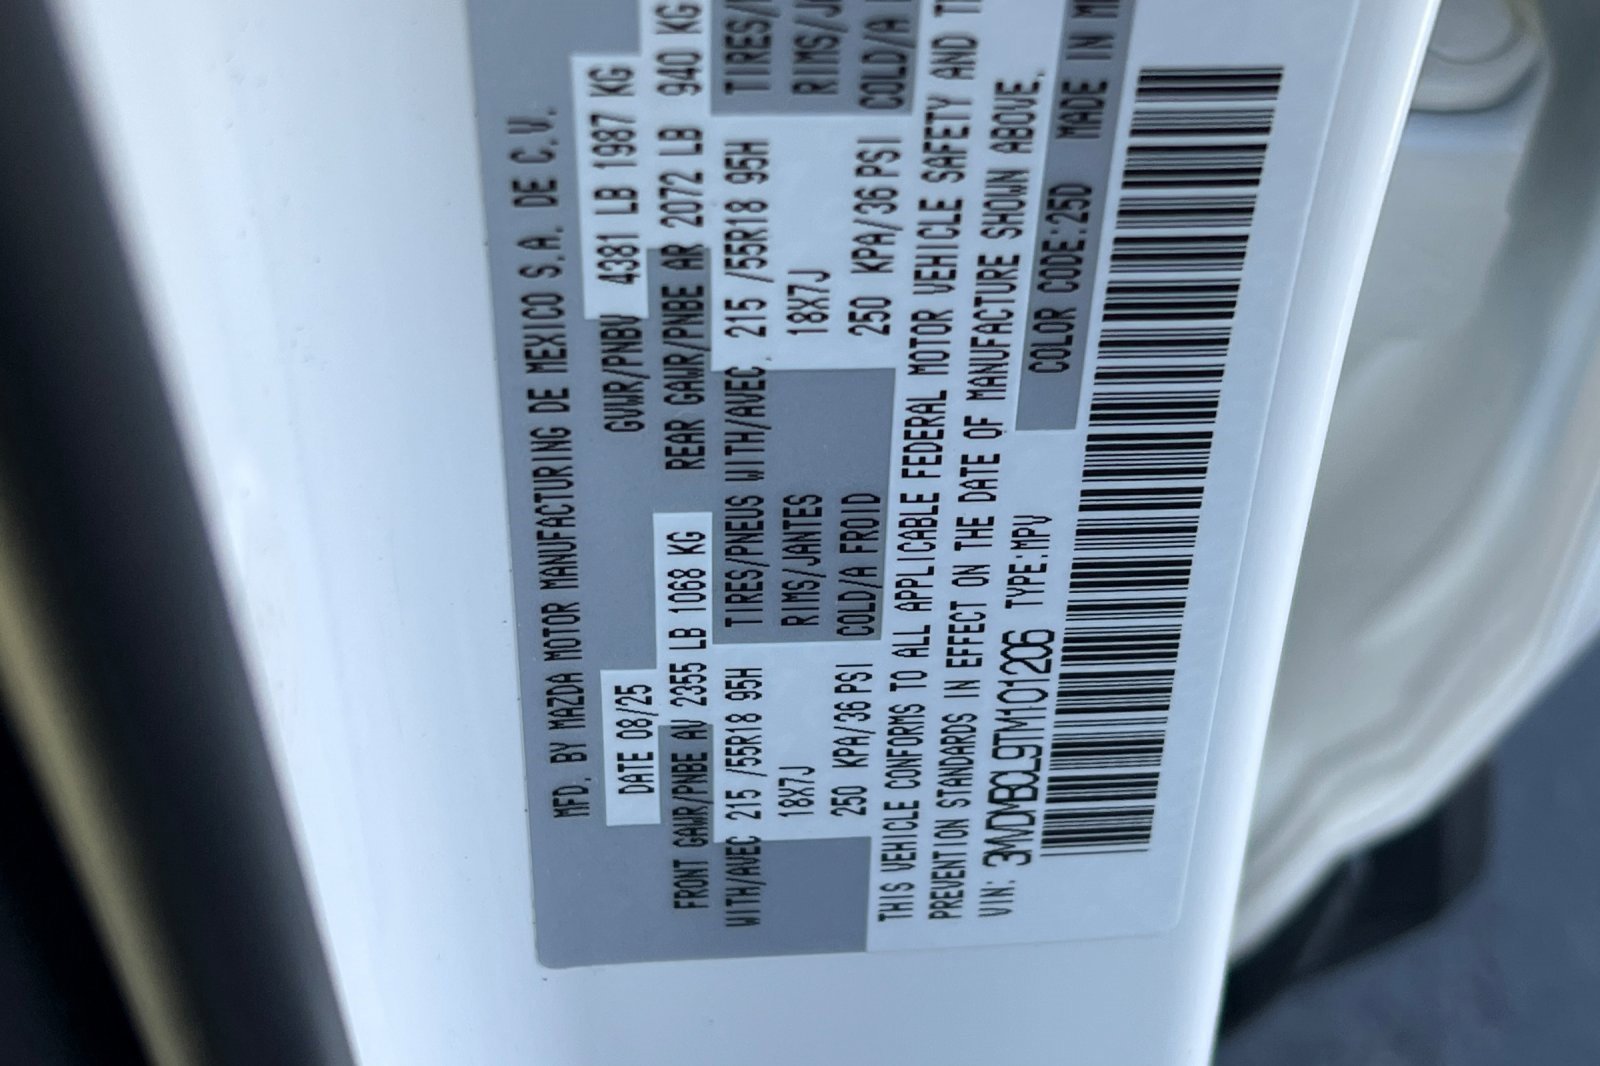 MFD. BY MAZDA MOTOR MANUFACTURING DE MEXICO S.A. DE C.V.
DATE 08/25 GVWR/PNBV 4381 LB 1987 KG
FRONT GAWR/PNBE AV 2355 LB 1068 KG REAR GAWR/PNBE AR 2072 LB 940 KG
WITH/AVEC 215 /55R18 95H TIRES/PNEUS WITH/AVEC 215 /55R18 95H TIRES/
18X7J RIMS/JANTES 18X7J RIMS/
250 KPA/36 PSI COLD/A FROID 250 KPA/36 PSI COLD/A
THIS VEHICLE CONFORMS TO ALL APPLICABLE FEDERAL MOTOR VEHICLE SAFETY AND
PREVENTION STANDARDS IN EFFECT ON THE DATE OF MANUFACTURE SHOWN ABOVE.
VIN: 3MVDMBCL9TM101206 TYPE:MPV COLOR CODE:25D MADE IN